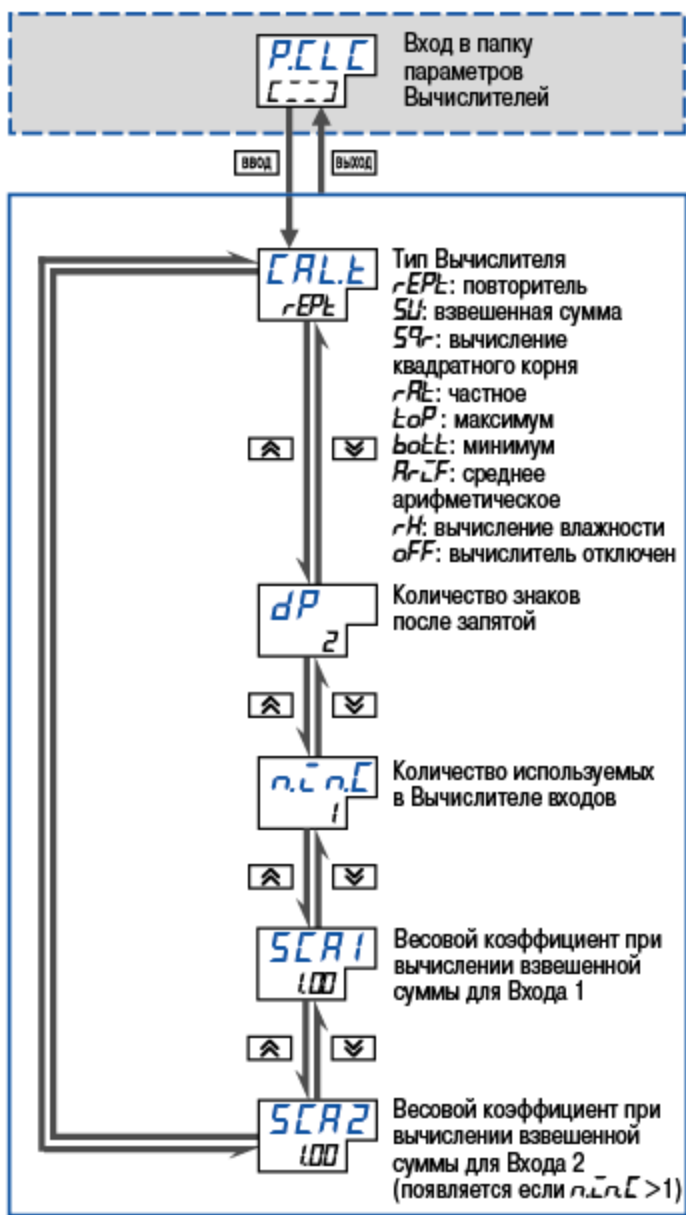 P.CLC
[---]
Вход в папку
параметров
Вычислителей
ВВОД
ВЫХОД
CAL.t
rEPt
Тип Вычислителя
rEPt: повторитель
SU: взвешенная сумма
Sqr: вычисление
квадратного корня
rAt: частное
toP: максимум
bott: минимум
AriF: среднее
арифметическое
rH: вычисление влажности
oFF: вычислитель отключен
dP
2
Количество знаков
после запятой
n.in.C
1
Количество используемых
в Вычислителе входов
SCA1
1.00
Весовой коэффициент при
вычислении взвешенной
суммы для Входа 1
SCA2
1.00
Весовой коэффициент при
вычислении взвешенной
суммы для Входа 2
(появляется если n.in.C >1)